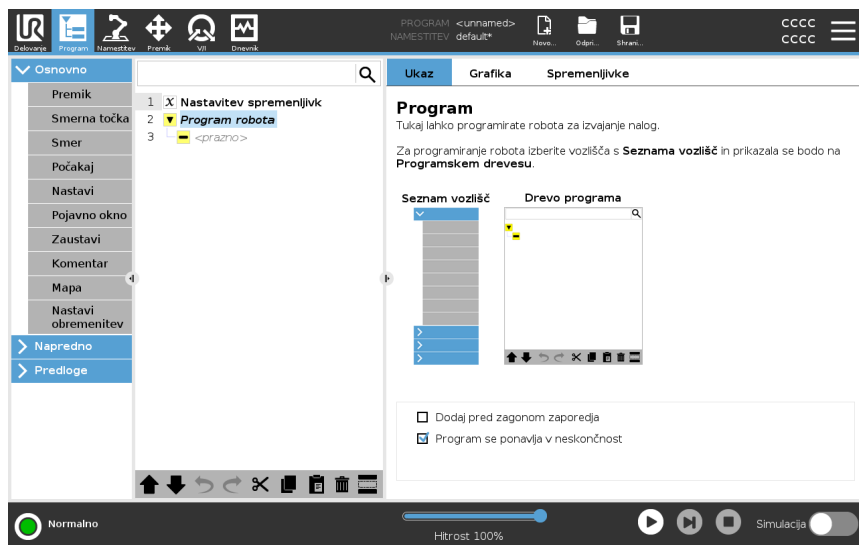 UR
Delovanje
Program
Namestitev
Premik
V/I
Dnevnik
PROGRAM <unnamed>
NAMESTITEV default*
Novo...
Odpri...
Shrani...
CCCC
CCCC
Osnovno
Premik
Smerna točka
Smer
Počakaj
Nastavi
Pojavno okno
Zaustavi
Komentar
Mapa
Nastavi
obremenitev
Napredno
Predloge
1 X Nastavitev spremenljivk
2 Program robota
3 <prazno>
Ukaz Grafika Spremenljivke
Program
Tukaj lahko programirate robota za izvajanje nalog.
Za programiranje robota izberite vozlišča s Seznama vozlišč in prikazala se bodo na
Programskem drevesu.
Seznam vozlišč Drevo programa
Dodaj pred zagonom zaporedja
Program se ponavlja v neskončnost
Normalno
Hitrost 100%
Simulacija